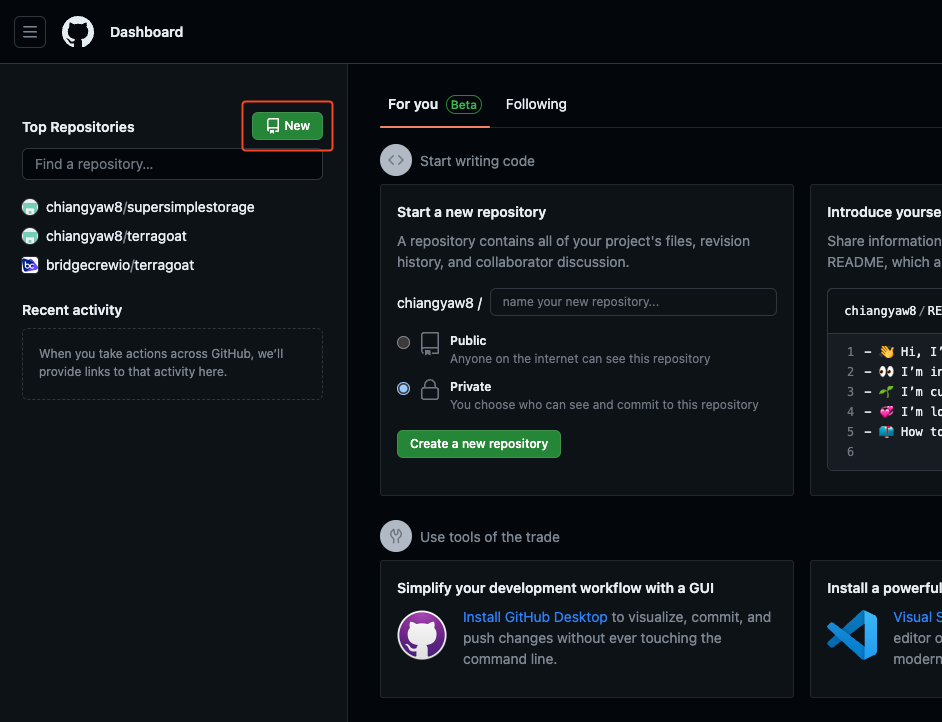 Dashboard
Top Repositories
New
Find a repository...
chiangyaw8/supersimplestorage
chiangyaw8/terragoat
bridgecrewio/terragoat
Recent activity
When you take actions across GitHub, we'll
provide links to that activity here.
For you Beta Following
Start writing code
Start a new repository
A repository contains all of your project's files, revision
history, and collaborator discussion.
chiangyaw8 / name your new repository...
Public
Anyone on the internet can see this repository
Private
You choose who can see and commit to this repository
Create a new repository
Introduce yourse
Share information
README, which a
chiangyaw8/RE
1 - 👋 Hi, I'
2 - 👀 I'm in
3 - 🌱 I'm cu
4 - 💞️ I'm lo
5 - 📫 How to
6
Use tools of the trade
Simplify your development workflow with a GUI
Install GitHub Desktop to visualize, commit, and
push changes without ever touching the
command line.
Install a powerful
Visual S
editor o
modern